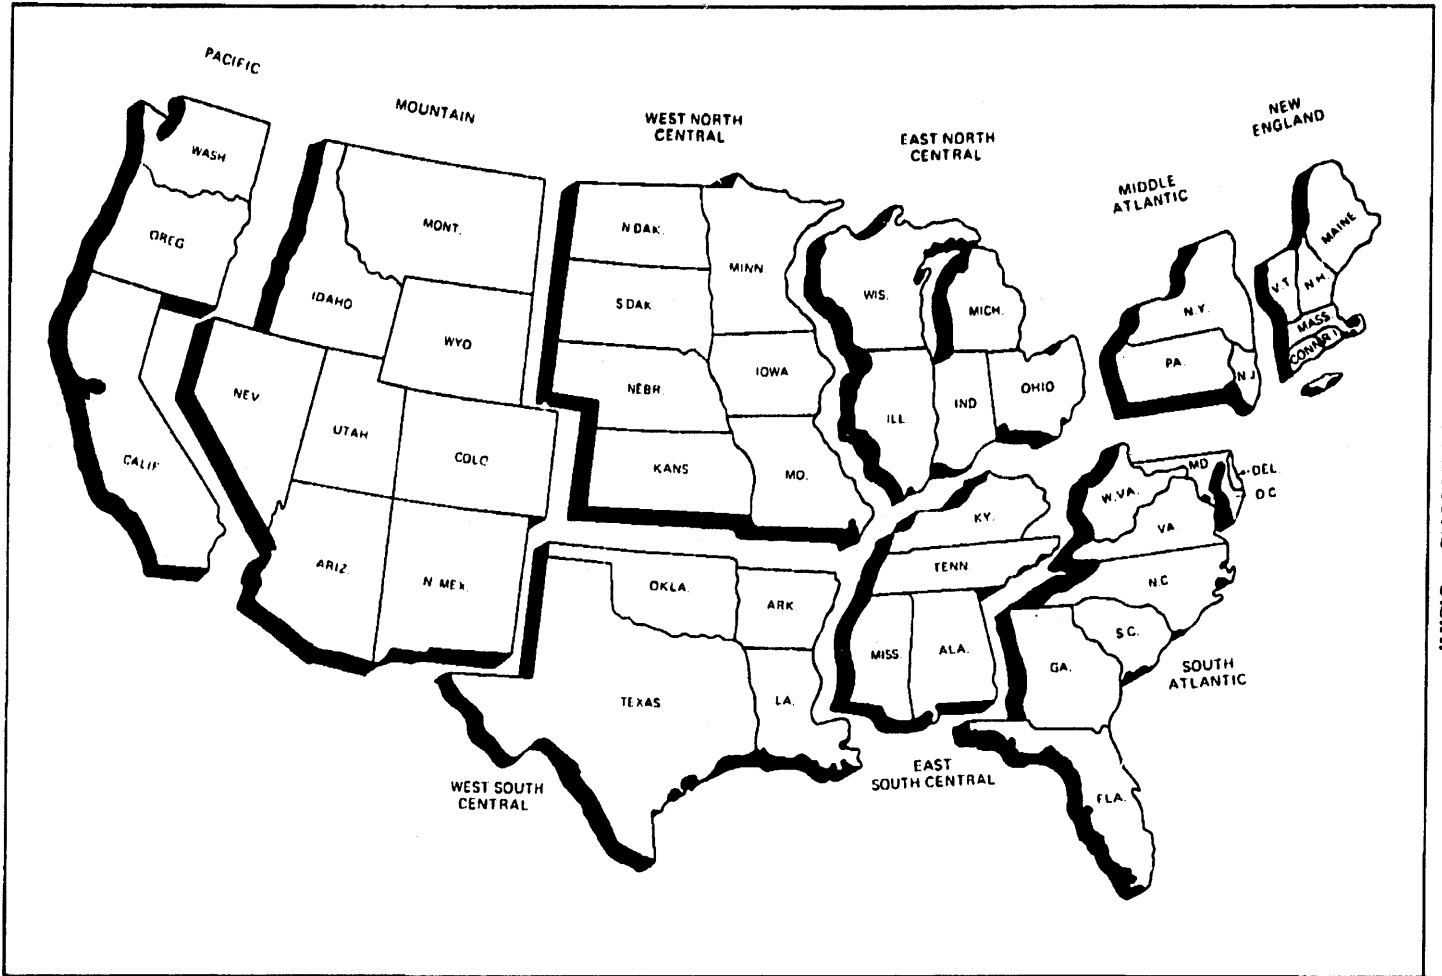 PACIFIC
MOUNTAIN
WEST NORTH
CENTRAL
EAST NORTH
CENTRAL
MIDDLE
ATLANTIC
NEW
ENGLAND
WASH
OREG
CALIF
MONT.
IDAHO
WYO
NEV
UTAH
COLO
ARIZ.
N MEX.
N DAK.
S DAK
NEBR.
KANS
MINN.
IOWA
MO.
WIS.
MICH.
ILL
IND
OHIO
N.Y.
PA.
N.J
MAINE
V.T.
N.H.
MASS.
CONN
R I
OKLA.
ARK
TEXAS
LA.
KY.
TENN.
MISS.
ALA.
W.VA.
MD
DEL.
D.C
VA.
N.C
S.C.
GA.
FLA.
SOUTH
ATLANTIC
EAST
SOUTH CENTRAL
WEST SOUTH
CENTRAL